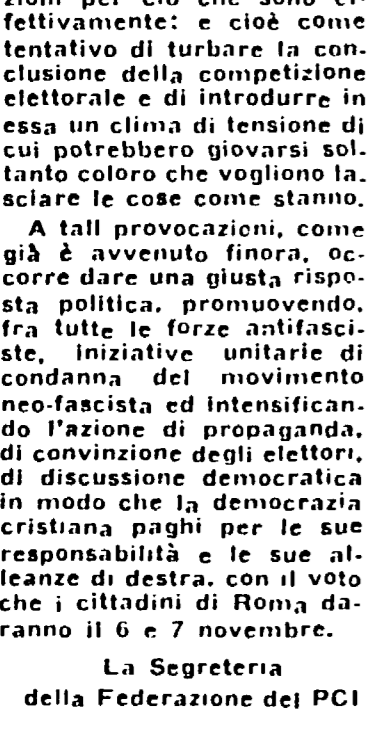 zioni per ciò che sono ef-
fettivamente: e cioè come
tentativo di turbare la con-
clusione della competizione
elettorale e di introdurre in
essa un clima di tensione di
cui potrebbero giovarsi sol-
tanto coloro che vogliono la-
sciare le cose come stanno.
A tali provocazioni, come
già è avvenuto finora, oc-
corre dare una giusta rispo-
sta politica, promuovendo,
fra tutte le forze antifasci-
ste, iniziative unitarie di
condanna del movimento
neo-fascista ed intensifican-
do l'azione di propaganda,
di convinzione degli elettori,
di discussione democratica
in modo che la democrazia
cristiana paghi per le sue
responsabilità e le sue al-
leanze di destra, con il voto
che i cittadini di Roma da-
ranno il 6 e 7 novembre.
La Segreteria
della Federazione del PCI